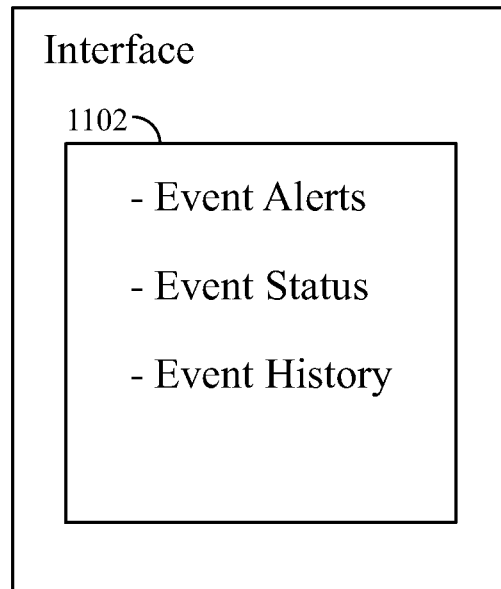 Interface
1102
- Event Alerts
- Event Status
- Event History